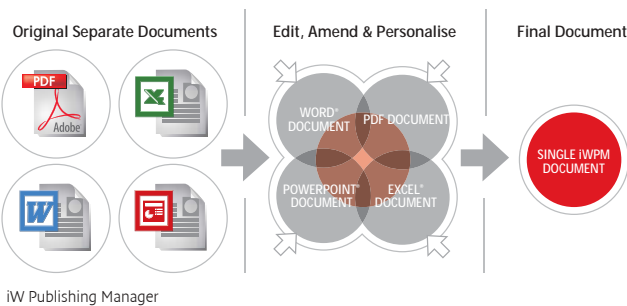 Original Separate Documents
Edit, Amend & Personalise
Final Document
PDF
Adobe
X
W
P
WORD®
DOCUMENT
PDF DOCUMENT
POWERPOINT®
DOCUMENT
EXCEL®
DOCUMENT
SINGLE iWPM
DOCUMENT
iW Publishing Manager